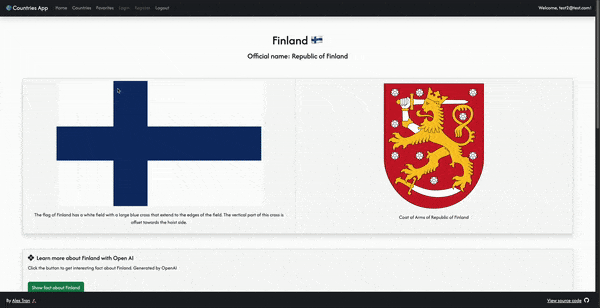 Countries App
Home
Countries
Favorites
Login
Register
Logout
Welcome, test2@test.com!
Finland
Official name: Republic of Finland
The flag of Finland has a white field with a large blue cross that extend to the edges of the field. The vertical part of this cross is
offset towards the hoist side.
Coat of Arms of Republic of Finland
Learn more about Finland with Open AI
Click the button to get interesting fact about Finland. Generated by OpenAI
Show fact about Finland
By Alex Tran
View source code